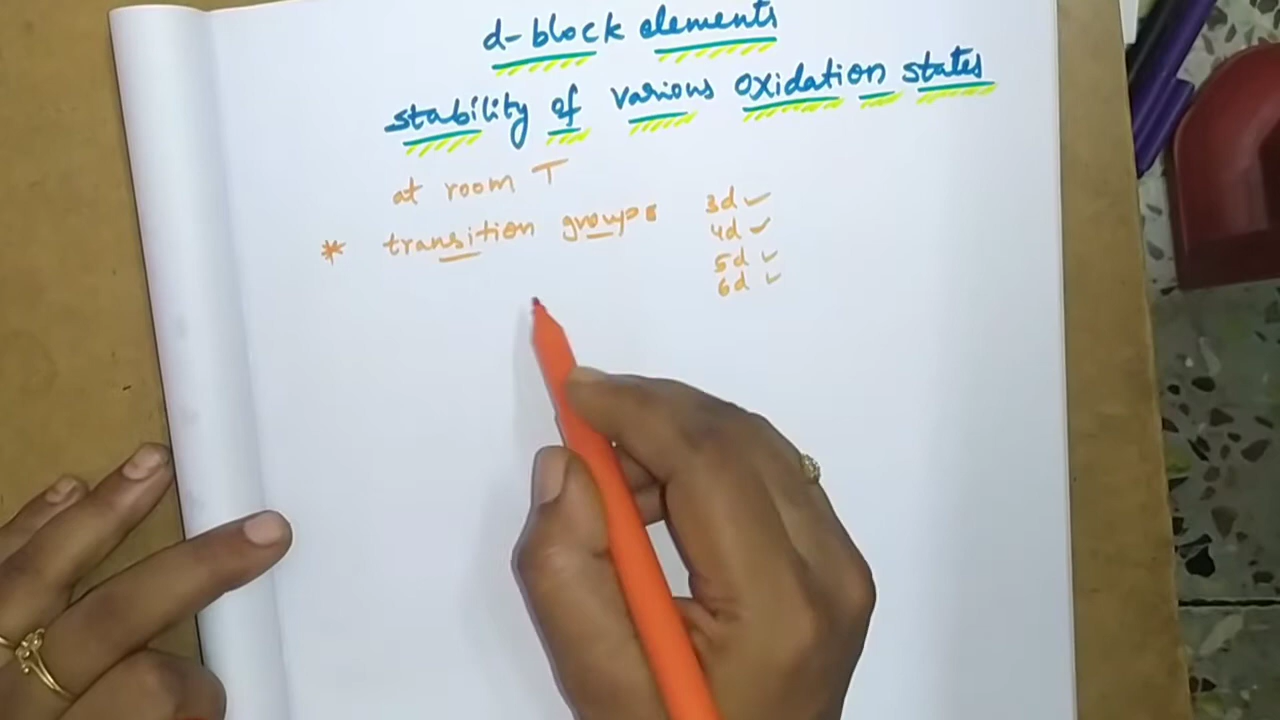 d-block elements
stability of various oxidation states
at room T
* transition groups 3d ✓
4d ✓
5d ✓
6d ✓